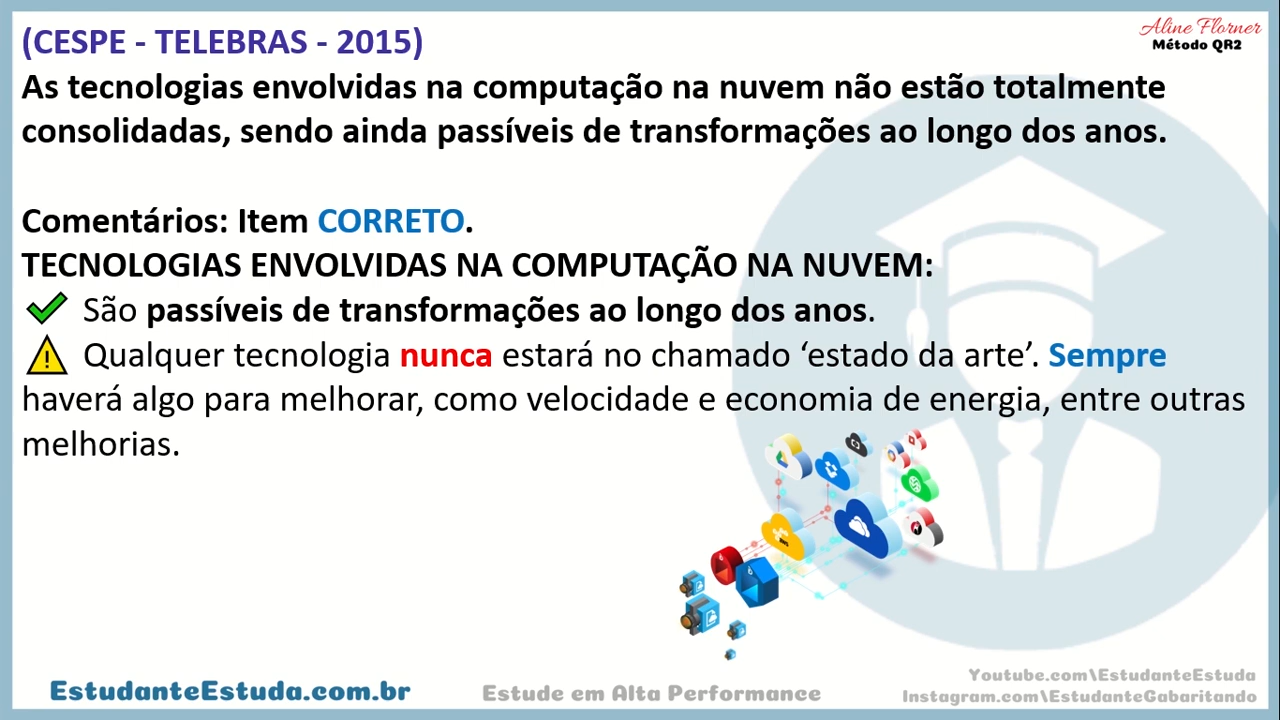 (CESPE - TELEBRAS - 2015)
Aline Florner
Método QR2
As tecnologias envolvidas na computação na nuvem não estão totalmente
consolidadas, sendo ainda passíveis de transformações ao longo dos anos.
Comentários: Item CORRETO.
TECNOLOGIAS ENVOLVIDAS NA COMPUTAÇÃO NA NUVEM:
São passíveis de transformações ao longo dos anos.
Qualquer tecnologia nunca estará no chamado ‘estado da arte’. Sempre
haverá algo para melhorar, como velocidade e economia de energia, entre outras
melhorias.
EstudanteEstuda.com.br
Estude em Alta Performance
Youtube.com\EstudanteEstuda
Instagram.com\EstudanteGabaritando